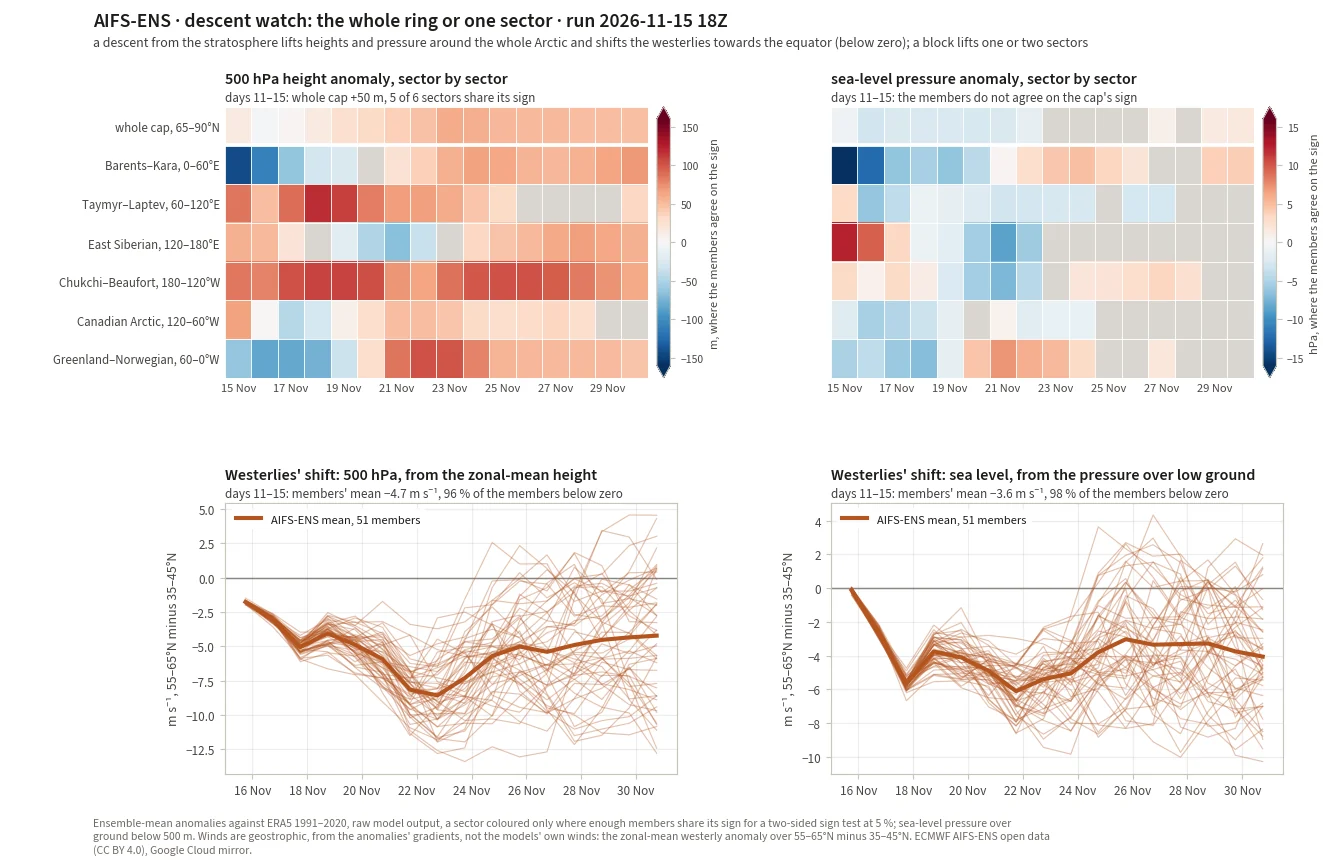 AIFS-ENS · descent watch: the whole ring or one sector · run 2026-11-15 18Z
a descent from the stratosphere lifts heights and pressure around the whole Arctic and shifts the westerlies towards the equator (below zero); a block lifts one or two sectors
500 hPa height anomaly, sector by sector
days 11–15: whole cap +50 m, 5 of 6 sectors share its sign
whole cap, 65–90°N
Barents–Kara, 0–60°E
Taymyr–Laptev, 60–120°E
East Siberian, 120–180°E
Chukchi–Beaufort, 180–120°W
Canadian Arctic, 120–60°W
Greenland–Norwegian, 60–0°W
15 Nov 17 Nov 19 Nov 21 Nov 23 Nov 25 Nov 27 Nov 29 Nov
150
100
50
0
−50
−100
−150
m, where the members agree on the sign
sea-level pressure anomaly, sector by sector
days 11–15: the members do not agree on the cap's sign
15 Nov 17 Nov 19 Nov 21 Nov 23 Nov 25 Nov 27 Nov 29 Nov
15
10
5
0
−5
−10
−15
hPa, where the members agree on the sign
Westerlies' shift: 500 hPa, from the zonal-mean height
days 11–15: members' mean −4.7 m s⁻¹, 96 % of the members below zero
AIFS-ENS mean, 51 members
m s⁻¹, 55–65°N minus 35–45°N
5.0
2.5
0.0
−2.5
−5.0
−7.5
−10.0
−12.5
16 Nov 18 Nov 20 Nov 22 Nov 24 Nov 26 Nov 28 Nov 30 Nov
Westerlies' shift: sea level, from the pressure over low ground
days 11–15: members' mean −3.6 m s⁻¹, 98 % of the members below zero
AIFS-ENS mean, 51 members
m s⁻¹, 55–65°N minus 35–45°N
4
2
0
−2
−4
−6
−8
−10
16 Nov 18 Nov 20 Nov 22 Nov 24 Nov 26 Nov 28 Nov 30 Nov
Ensemble-mean anomalies against ERA5 1991–2020, raw model output, a sector coloured only where enough members share its sign for a two-sided sign test at 5 %; sea-level pressure over
ground below 500 m. Winds are geostrophic, from the anomalies' gradients, not the models' own winds: the zonal-mean westerly anomaly over 55–65°N minus 35–45°N. ECMWF AIFS-ENS open data
(CC BY 4.0), Google Cloud mirror.